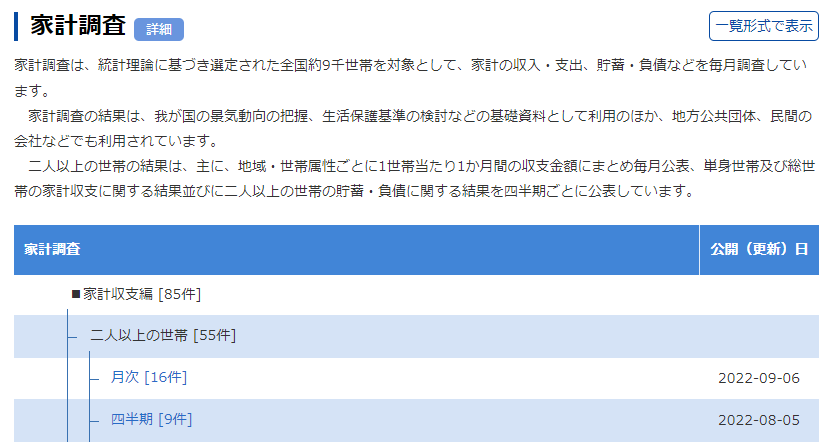 家計調査 詳細 一覧形式で表示
家計調査は、統計理論に基づき選定された全国約9千世帯を対象として、家計の収入・支出、貯蓄・負債などを毎月調査してい
ます。
　家計調査の結果は、我が国の景気動向の把握、生活保護基準の検討などの基礎資料として利用のほか、地方公共団体、民間の
会社などでも利用されています。
　二人以上の世帯の結果は、主に、地域・世帯属性ごとに1世帯当たり1か月間の収支金額にまとめ毎月公表、単身世帯及び総世
帯の家計収支に関する結果並びに二人以上の世帯の貯蓄・負債に関する結果を四半期ごとに公表しています。
家計調査 公開（更新）日
■家計収支編 [85件]
二人以上の世帯 [55件]
月次 [16件] 2022-09-06
四半期 [9件] 2022-08-05